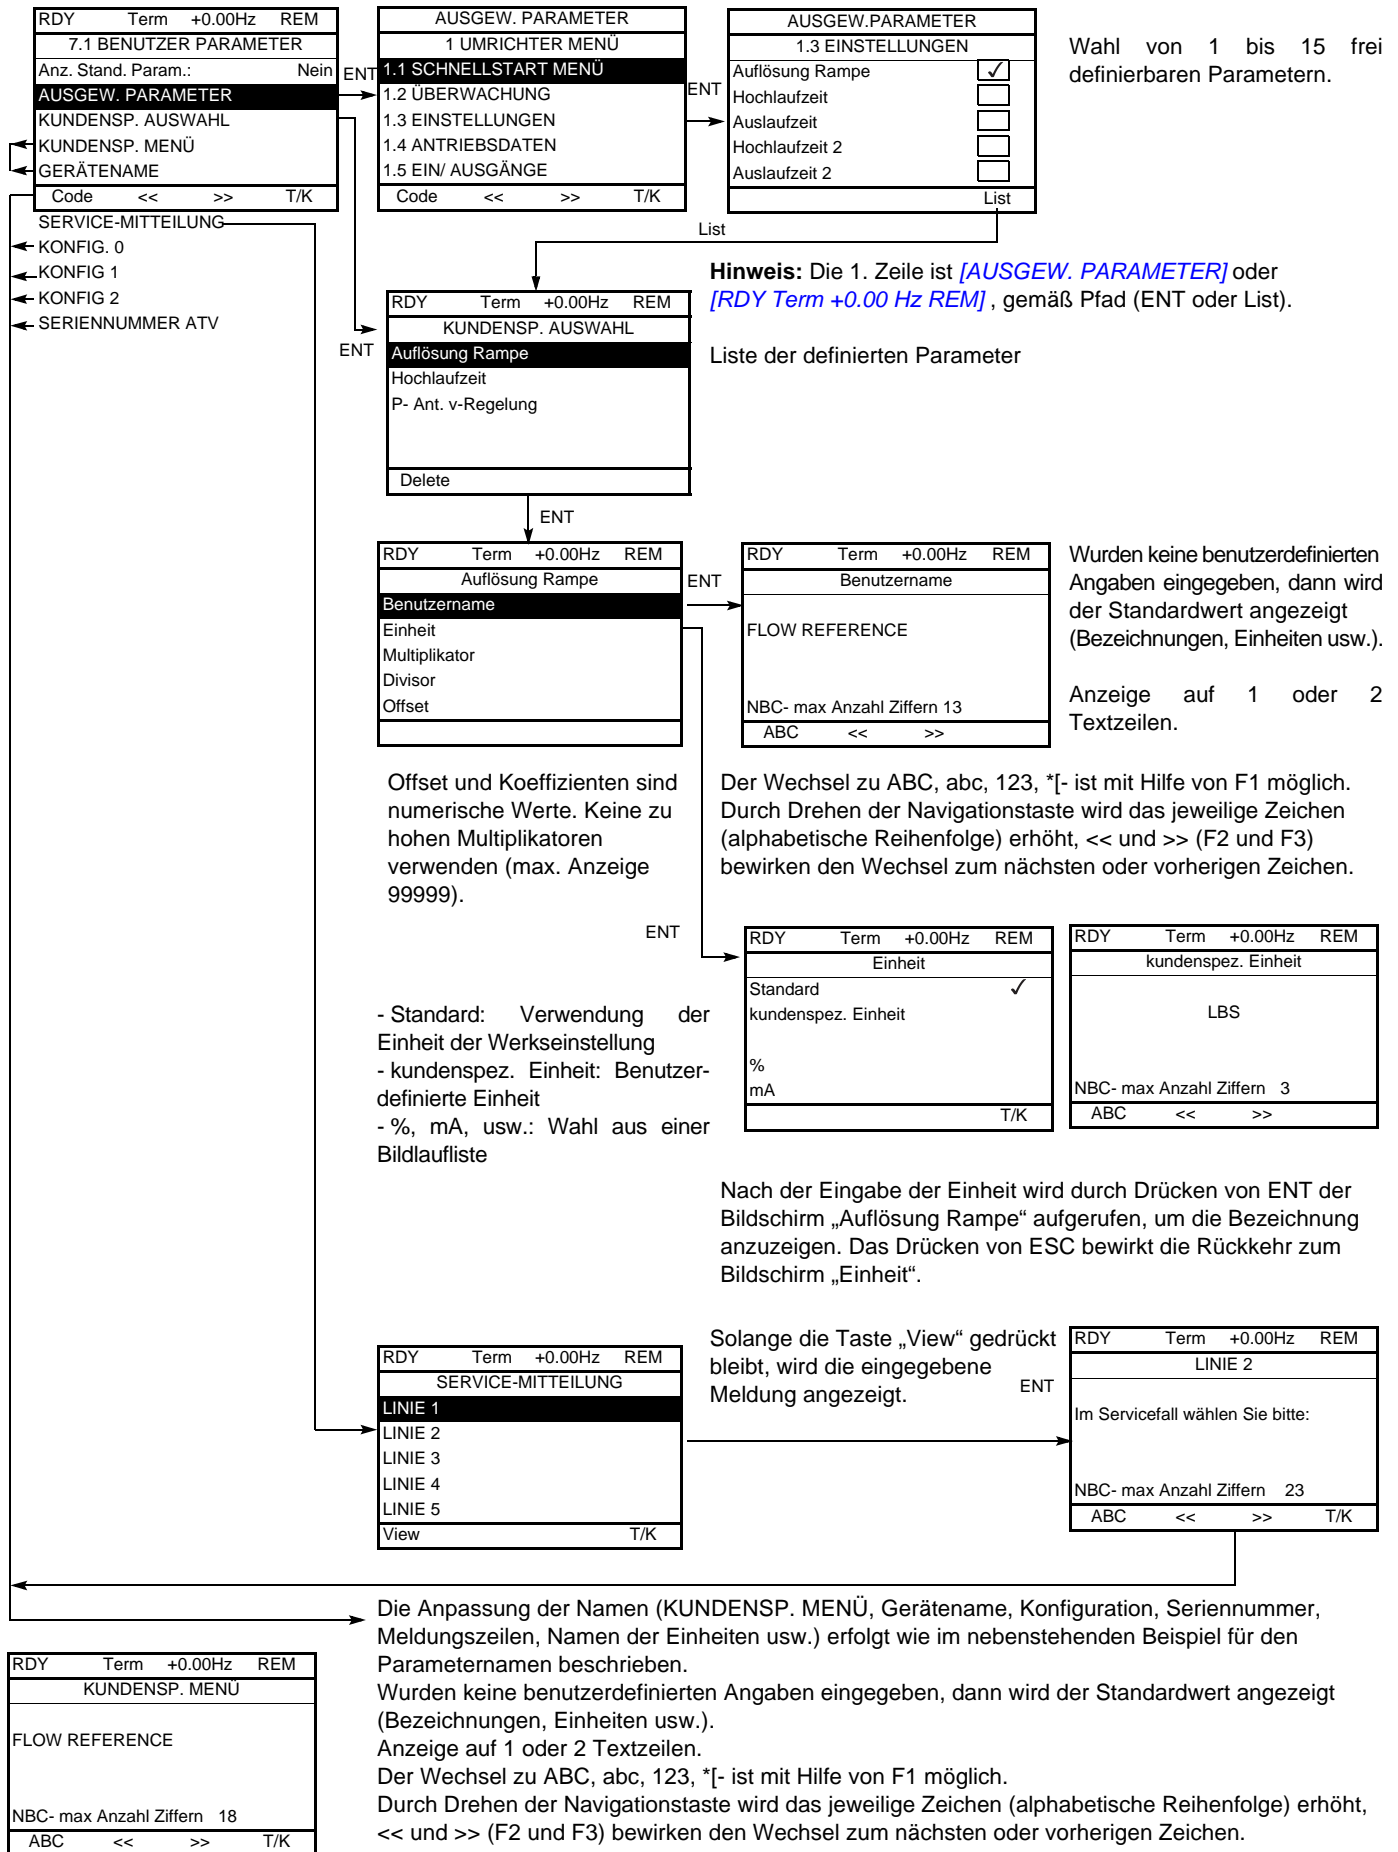 RDY Term +0.00Hz REM
7.1 BENUTZER PARAMETER
Anz. Stand. Param.: Nein
AUSGEW. PARAMETER
KUNDENSP. AUSWAHL
KUNDENSP. MENÜ
GERÄTENAME
Code << >> T/K
SERVICE-MITTEILUNG
KONFIG. 0
KONFIG 1
KONFIG 2
SERIENNUMMER ATV
ENT
AUSGEW. PARAMETER
1 UMRICHTER MENÜ
1.1 SCHNELLSTART MENÜ
1.2 ÜBERWACHUNG
1.3 EINSTELLUNGEN
1.4 ANTRIEBSDATEN
1.5 EIN/ AUSGÄNGE
Code << >> T/K
ENT
AUSGEW.PARAMETER
1.3 EINSTELLUNGEN
Auflösung Rampe ✓
Hochlaufzeit
Auslaufzeit
Hochlaufzeit 2
Auslaufzeit 2
List
Wahl von 1 bis 15 frei
definierbaren Parametern.
List
Hinweis: Die 1. Zeile ist [AUSGEW. PARAMETER] oder
[RDY Term +0.00 Hz REM] , gemäß Pfad (ENT oder List).
ENT
RDY Term +0.00Hz REM
KUNDENSP. AUSWAHL
Auflösung Rampe
Hochlaufzeit
P- Ant. v-Regelung
Delete
Liste der definierten Parameter
ENT
RDY Term +0.00Hz REM
Auflösung Rampe
Benutzername
Einheit
Multiplikator
Divisor
Offset
ENT
RDY Term +0.00Hz REM
Benutzername
FLOW REFERENCE
NBC- max Anzahl Ziffern 13
ABC << >>
Wurden keine benutzerdefinierten
Angaben eingegeben, dann wird
der Standardwert angezeigt
(Bezeichnungen, Einheiten usw.).
Anzeige auf 1 oder 2
Textzeilen.
Offset und Koeffizienten sind
numerische Werte. Keine zu
hohen Multiplikatoren
verwenden (max. Anzeige
99999).
Der Wechsel zu ABC, abc, 123, *[- ist mit Hilfe von F1 möglich.
Durch Drehen der Navigationstaste wird das jeweilige Zeichen
(alphabetische Reihenfolge) erhöht, << und >> (F2 und F3)
bewirken den Wechsel zum nächsten oder vorherigen Zeichen.
ENT
- Standard: Verwendung der
Einheit der Werkseinstellung
- kundenspez. Einheit: Benutzer-
definierte Einheit
- %, mA, usw.: Wahl aus einer
Bildlaufliste
RDY Term +0.00Hz REM
Einheit
Standard ✓
kundenspez. Einheit
%
mA
T/K
RDY Term +0.00Hz REM
kundenspez. Einheit
LBS
NBC- max Anzahl Ziffern 3
ABC << >>
Nach der Eingabe der Einheit wird durch Drücken von ENT der
Bildschirm „Auflösung Rampe“ aufgerufen, um die Bezeichnung
anzuzeigen. Das Drücken von ESC bewirkt die Rückkehr zum
Bildschirm „Einheit“.
RDY Term +0.00Hz REM
SERVICE-MITTEILUNG
LINIE 1
LINIE 2
LINIE 3
LINIE 4
LINIE 5
View T/K
Solange die Taste „View“ gedrückt
bleibt, wird die eingegebene
Meldung angezeigt.
ENT
RDY Term +0.00Hz REM
LINIE 2
Im Servicefall wählen Sie bitte:
NBC- max Anzahl Ziffern 23
ABC << >> T/K
Die Anpassung der Namen (KUNDENSP. MENÜ, Gerätename, Konfiguration, Seriennummer,
Meldungszeilen, Namen der Einheiten usw.) erfolgt wie im nebenstehenden Beispiel für den
Parameternamen beschrieben.
Wurden keine benutzerdefinierten Angaben eingegeben, dann wird der Standardwert angezeigt
(Bezeichnungen, Einheiten usw.).
Anzeige auf 1 oder 2 Textzeilen.
Der Wechsel zu ABC, abc, 123, *[- ist mit Hilfe von F1 möglich.
Durch Drehen der Navigationstaste wird das jeweilige Zeichen (alphabetische Reihenfolge) erhöht,
<< und >> (F2 und F3) bewirken den Wechsel zum nächsten oder vorherigen Zeichen.
RDY Term +0.00Hz REM
KUNDENSP. MENÜ
FLOW REFERENCE
NBC- max Anzahl Ziffern 18
ABC << >> T/K